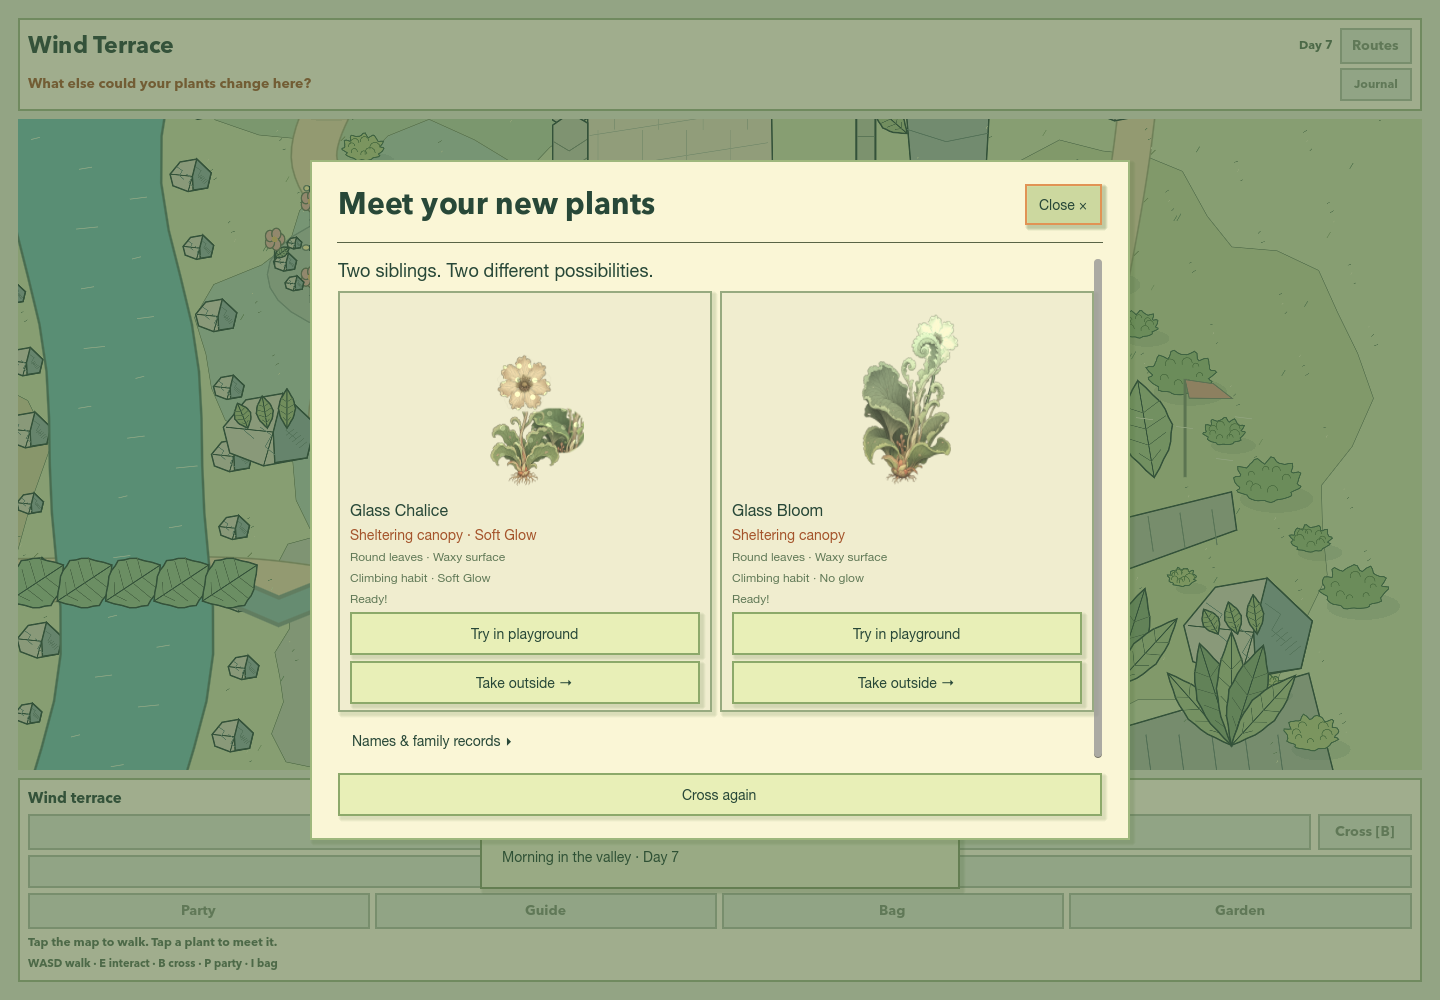 Wind Terrace
Day 7
Routes
What else could your plants change here?
Journal
Meet your new plants
Close ×
Two siblings. Two different possibilities.
Glass Chalice
Sheltering canopy · Soft Glow
Round leaves · Waxy surface
Climbing habit · Soft Glow
Ready!
Try in playground
Take outside →
Glass Bloom
Sheltering canopy
Round leaves · Waxy surface
Climbing habit · No glow
Ready!
Try in playground
Take outside →
Names & family records ▸
Cross again
Wind terrace
Cross [B]
Morning in the valley · Day 7
Party
Guide
Bag
Garden
Tap the map to walk. Tap a plant to meet it.
WASD walk · E interact · B cross · P party · I bag